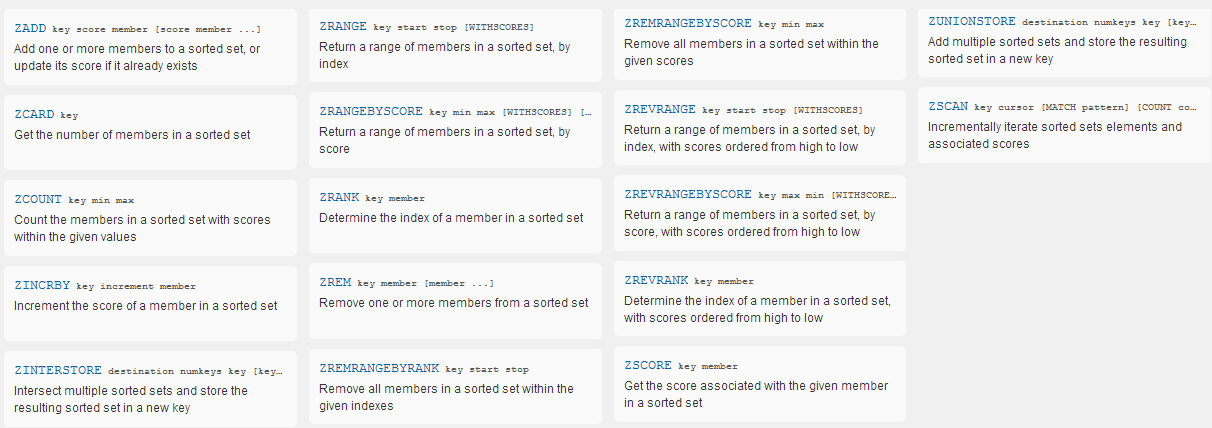 ZADD key score member [score member ...]
Add one or more members to a sorted set, or
update its score if it already exists
ZCARD key
Get the number of members in a sorted set
ZCOUNT key min max
Count the members in a sorted set with scores
within the given values
ZINCRBY key increment member
Increment the score of a member in a sorted set
ZINTERSTORE destination numkeys key [key…
Intersect multiple sorted sets and store the
resulting sorted set in a new key
ZRANGE key start stop [WITHSCORES]
Return a range of members in a sorted set, by
index
ZRANGEBYSCORE key min max [WITHSCORES] […
Return a range of members in a sorted set, by
score
ZRANK key member
Determine the index of a member in a sorted set
ZREM key member [member ...]
Remove one or more members from a sorted set
ZREMRANGEBYRANK key start stop
Remove all members in a sorted set within the
given indexes
ZREMRANGEBYSCORE key min max
Remove all members in a sorted set within the
given scores
ZREVRANGE key start stop [WITHSCORES]
Return a range of members in a sorted set, by
index, with scores ordered from high to low
ZREVRANGEBYSCORE key max min [WITHSCORE…
Return a range of members in a sorted set, by
score, with scores ordered from high to low
ZREVRANK key member
Determine the index of a member in a sorted set,
with scores ordered from high to low
ZSCORE key member
Get the score associated with the given member
in a sorted set
ZUNIONSTORE destination numkeys key [key…
Add multiple sorted sets and store the resulting
sorted set in a new key
ZSCAN key cursor [MATCH pattern] [COUNT co…
Incrementally iterate sorted sets elements and
associated scores